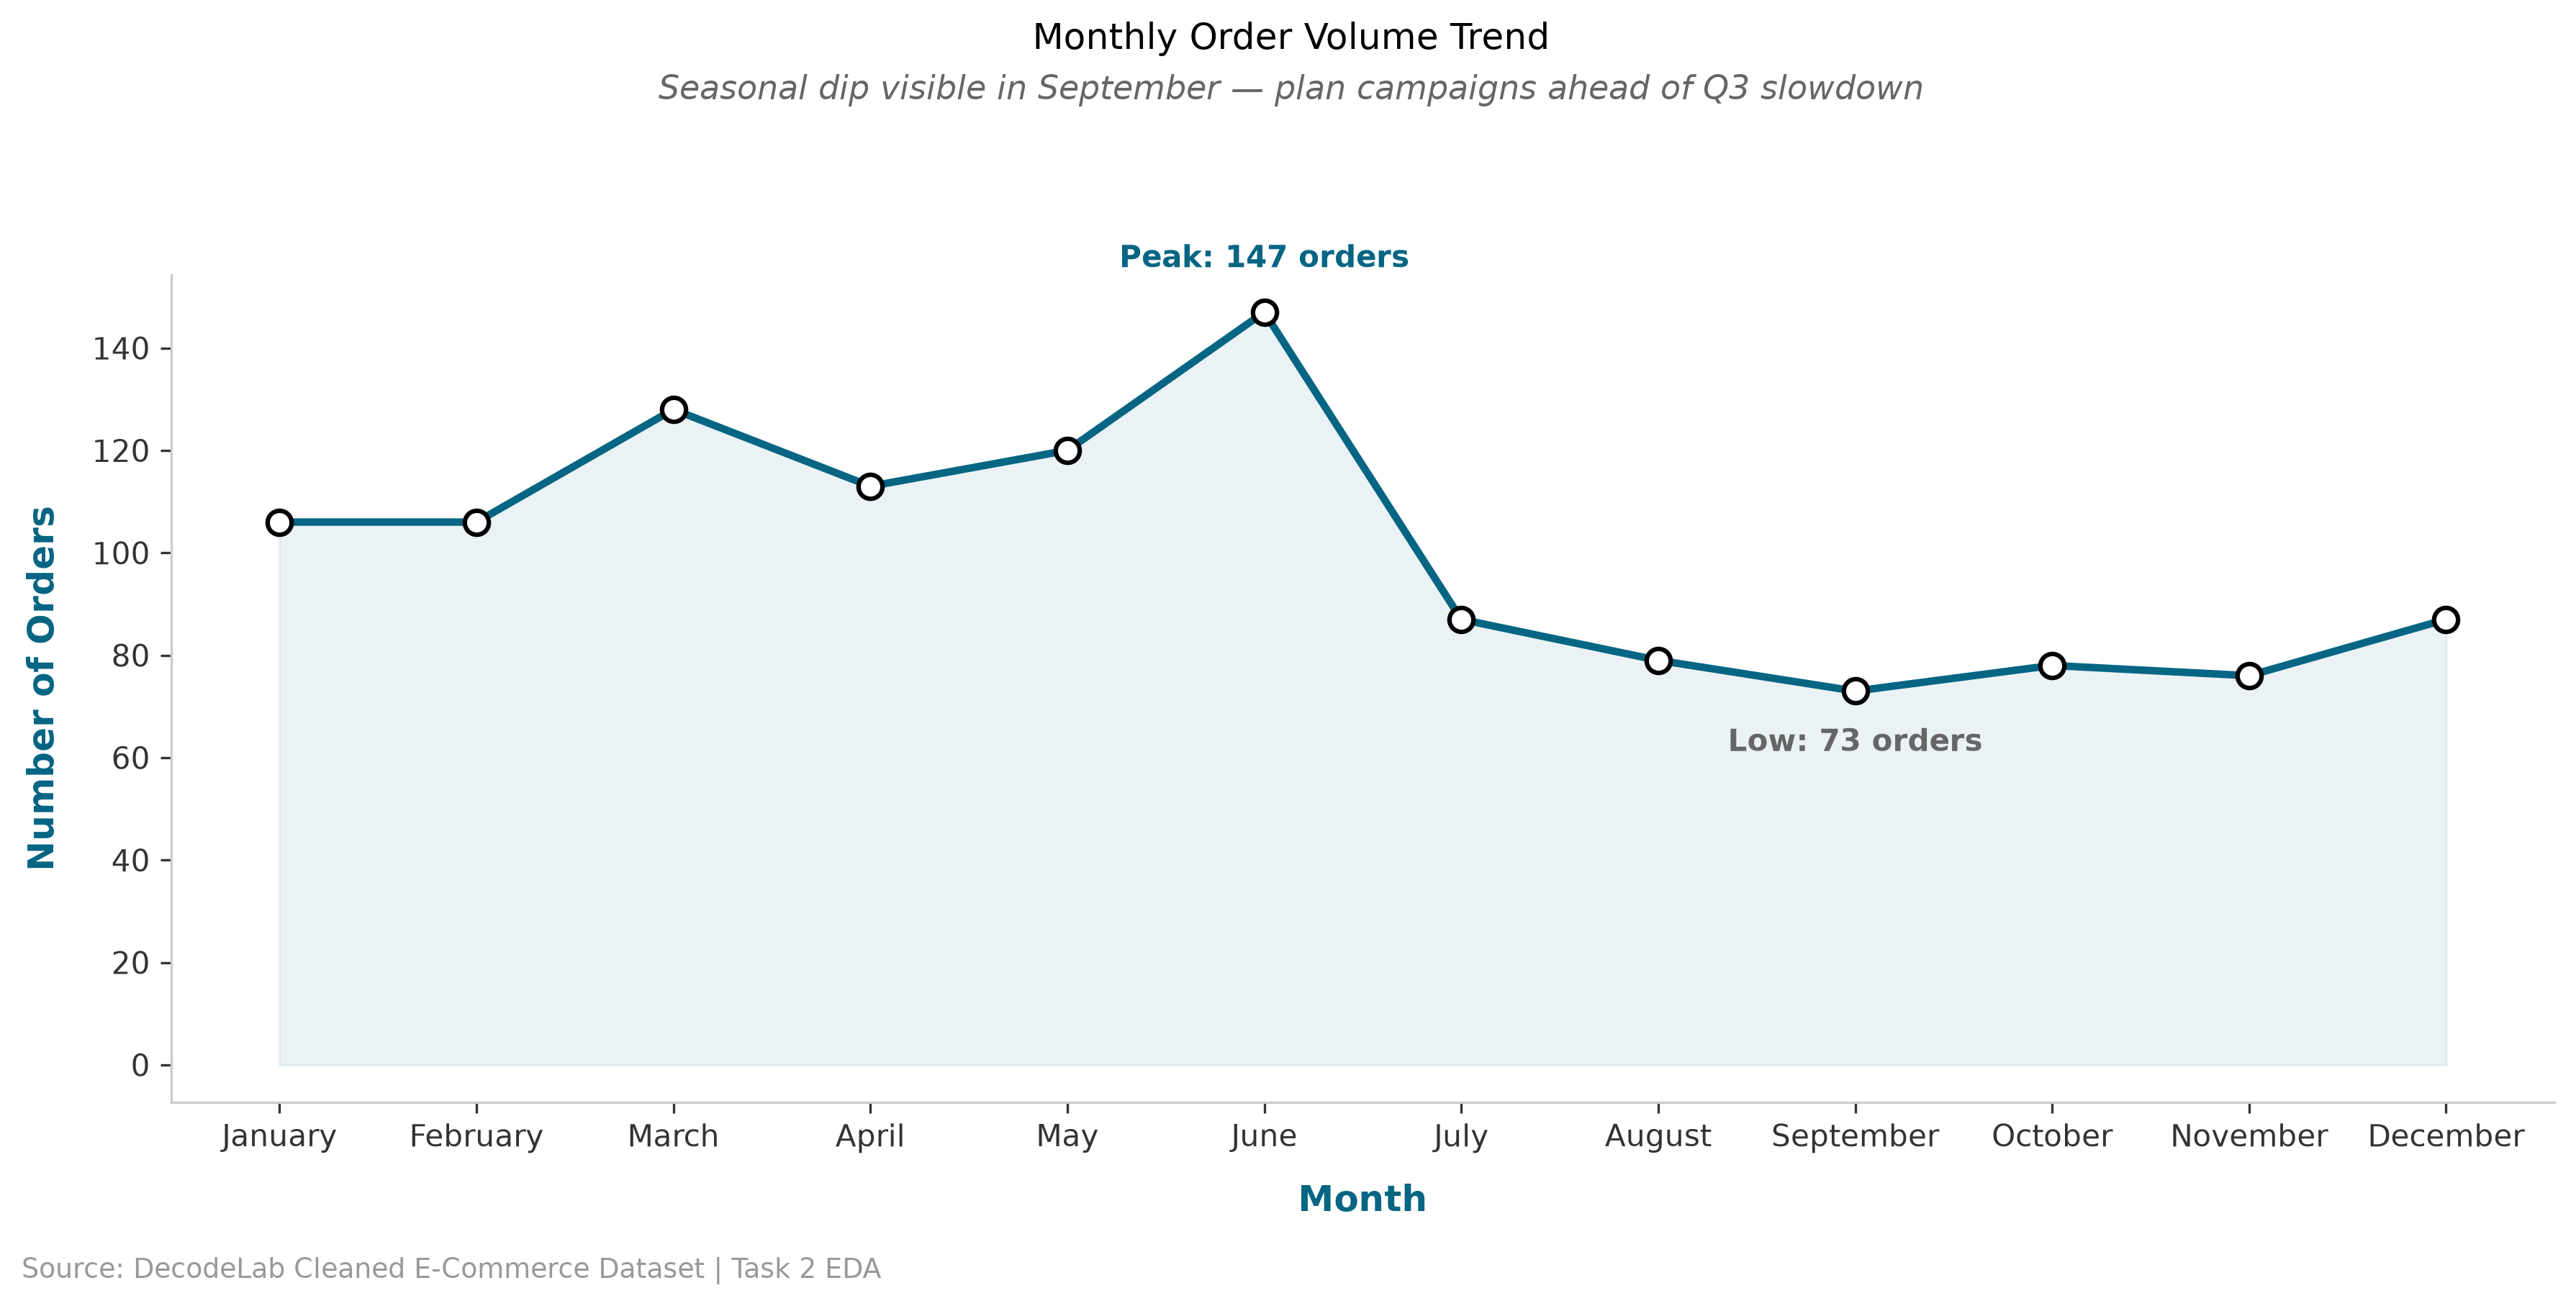 Monthly Order Volume Trend
Seasonal dip visible in September — plan campaigns ahead of Q3 slowdown
Peak: 147 orders
Low: 73 orders
Number of Orders
140
120
100
80
60
40
20
0
January February March April May June July August September October November December
Month
Source: DecodeLab Cleaned E-Commerce Dataset | Task 2 EDA